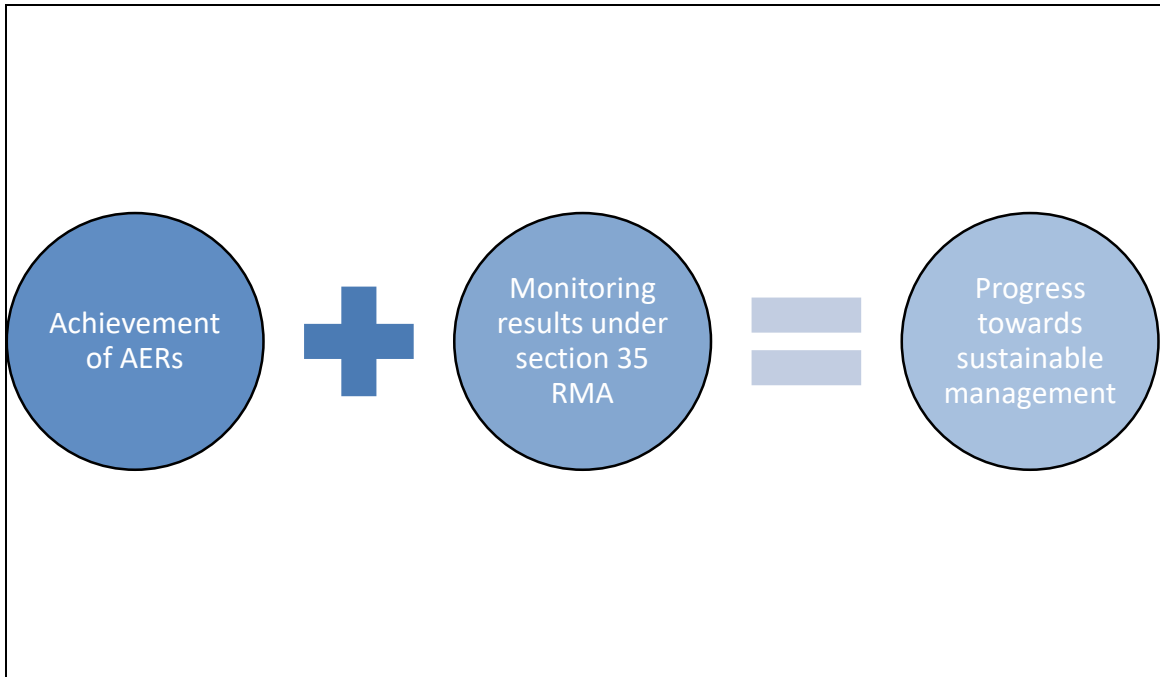 Achievement
of AERs
Monitoring
results under
section 35
RMA
Progress
towards
sustainable
management